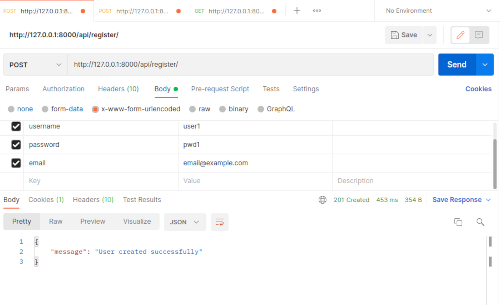 POST http://127.0.0.1:8...
POST http://127.0.0.1:8...
GET http://127.0.0.1:80...
No Environment
http://127.0.0.1:8000/api/register/
Save
POST http://127.0.0.1:8000/api/register/ Send
Params Authorization Headers (10) Body Pre-request Script Tests Settings Cookies
none form-data x-www-form-urlencoded raw binary GraphQL
username user1
password pwd1
email email@example.com
Key Value Description
Body Cookies (1) Headers (10) Test Results 201 Created 453 ms 354 B Save Response
Pretty Raw Preview Visualize JSON
1 {
2 "message": "User created successfully"
3 }